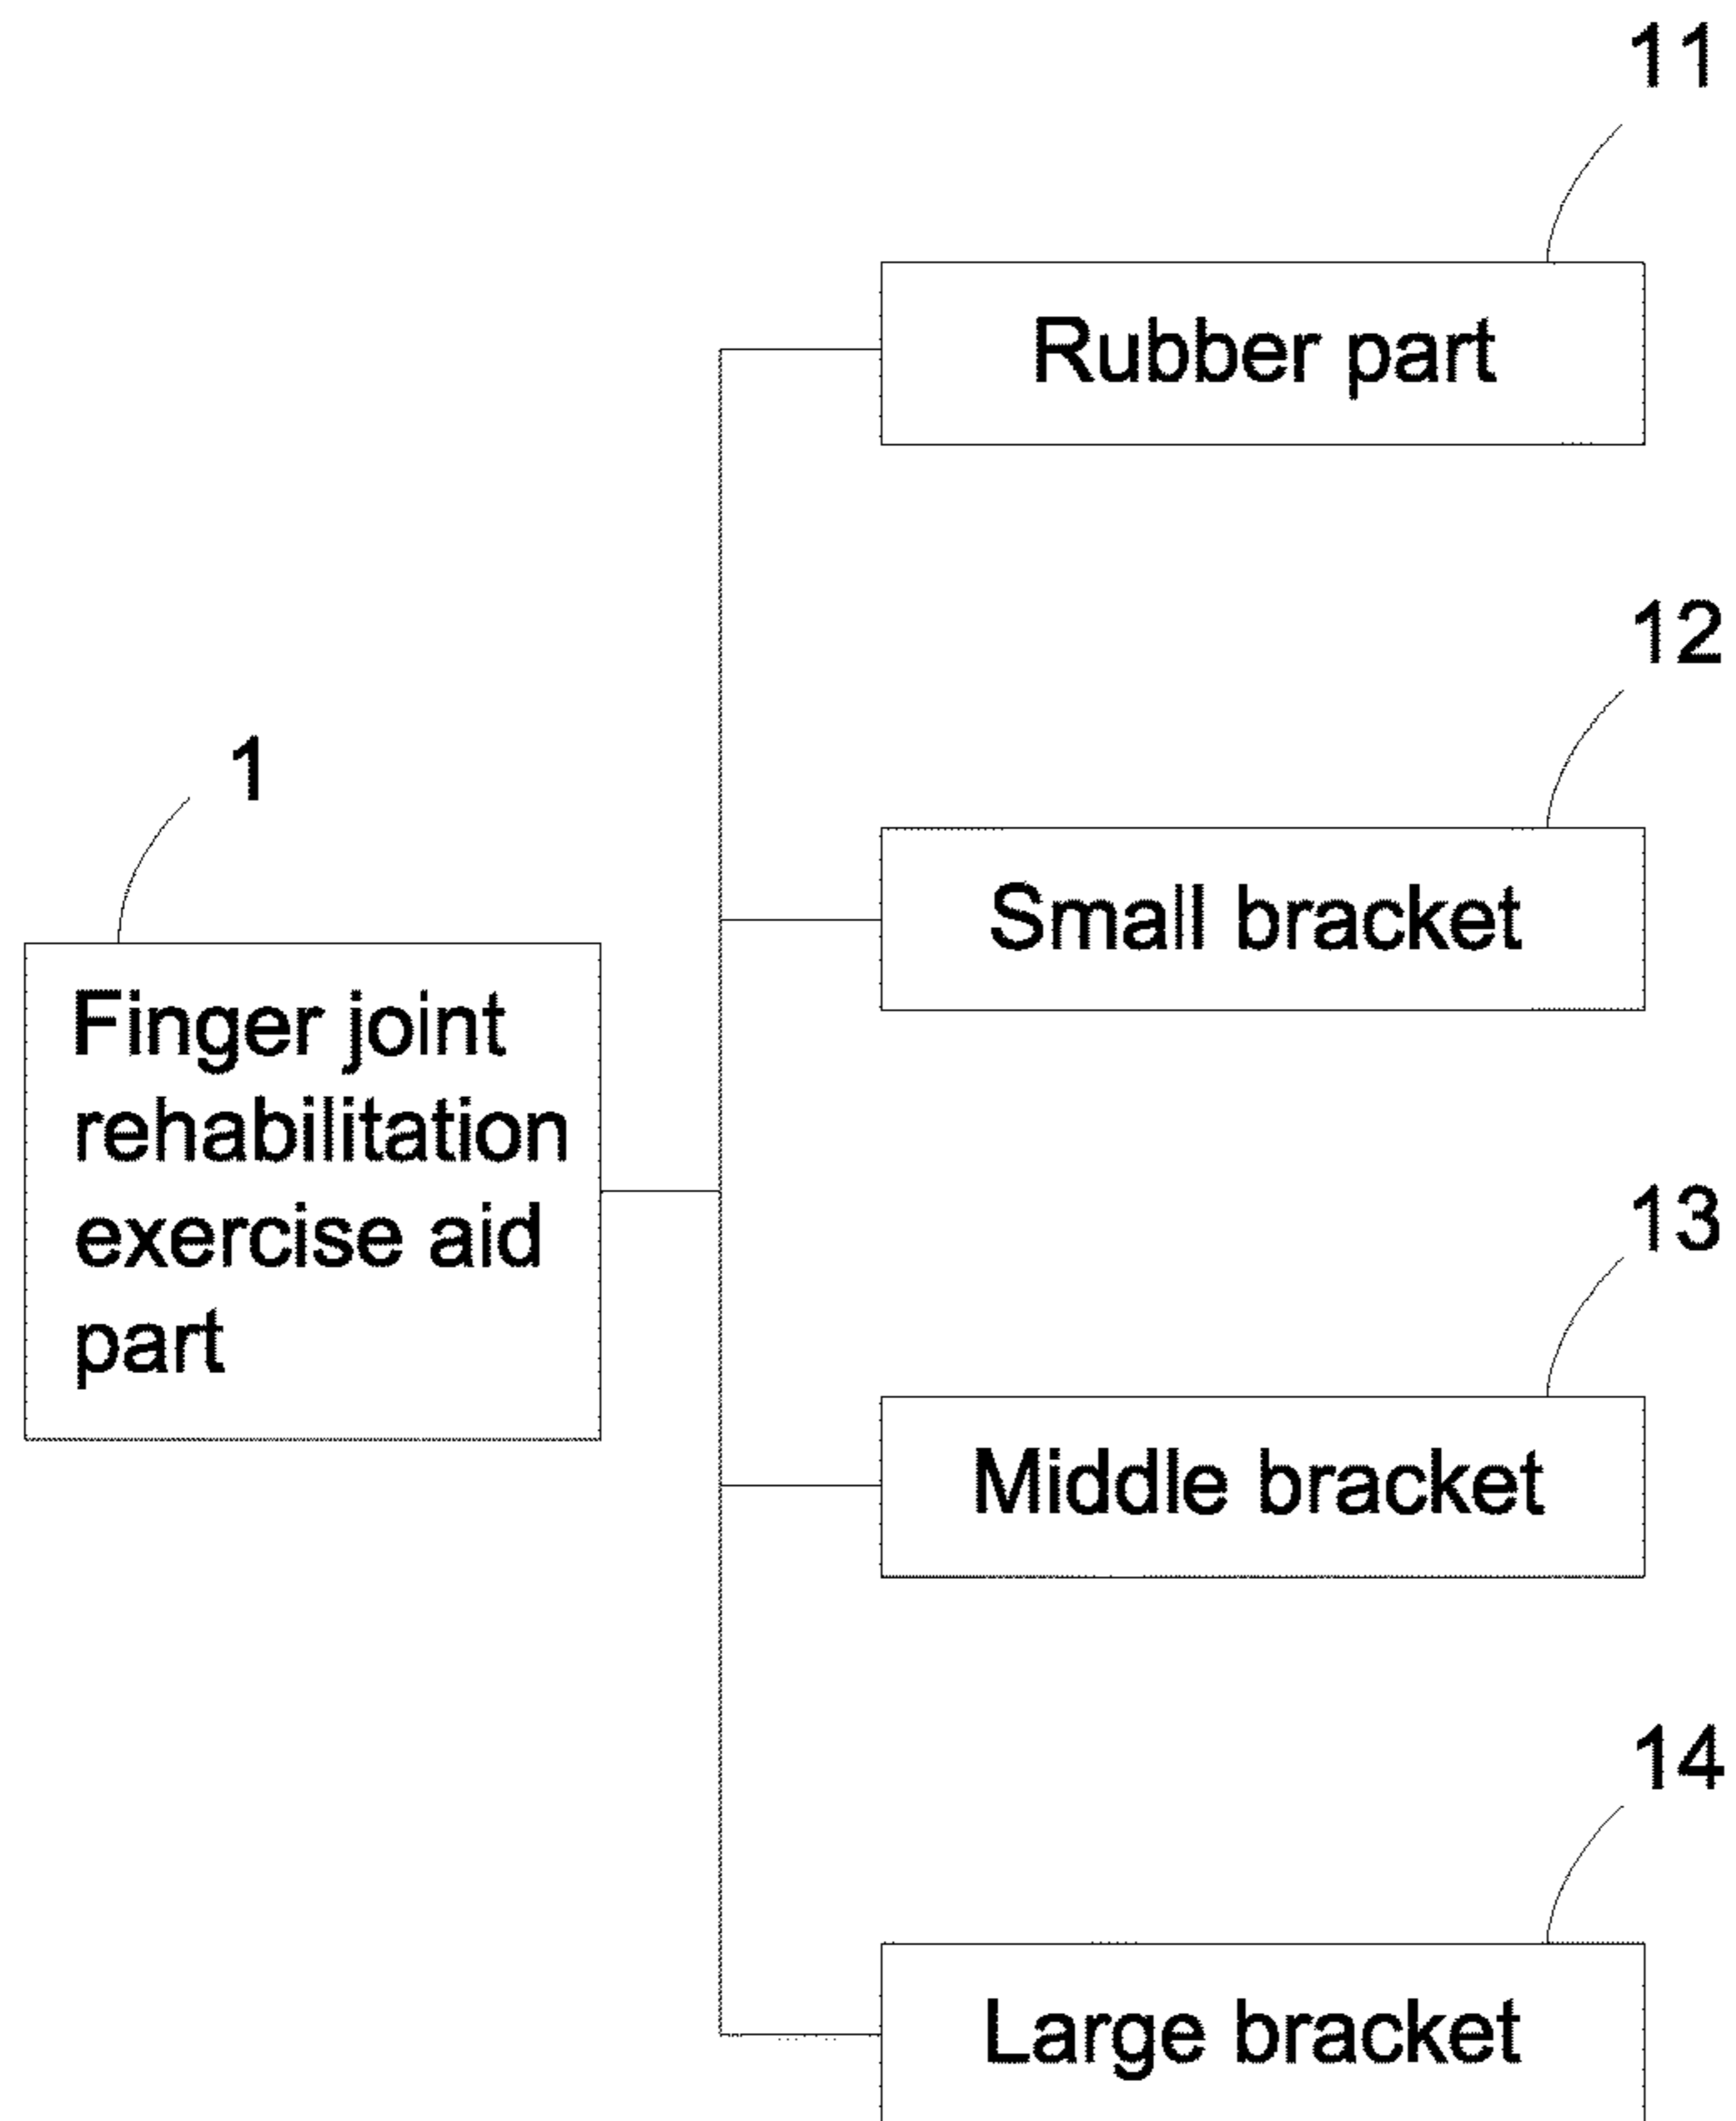 11
Rubber part
12
Small bracket
1
Finger joint
rehabilitation
exercise aid
part
13
Middle bracket
14
Large bracket